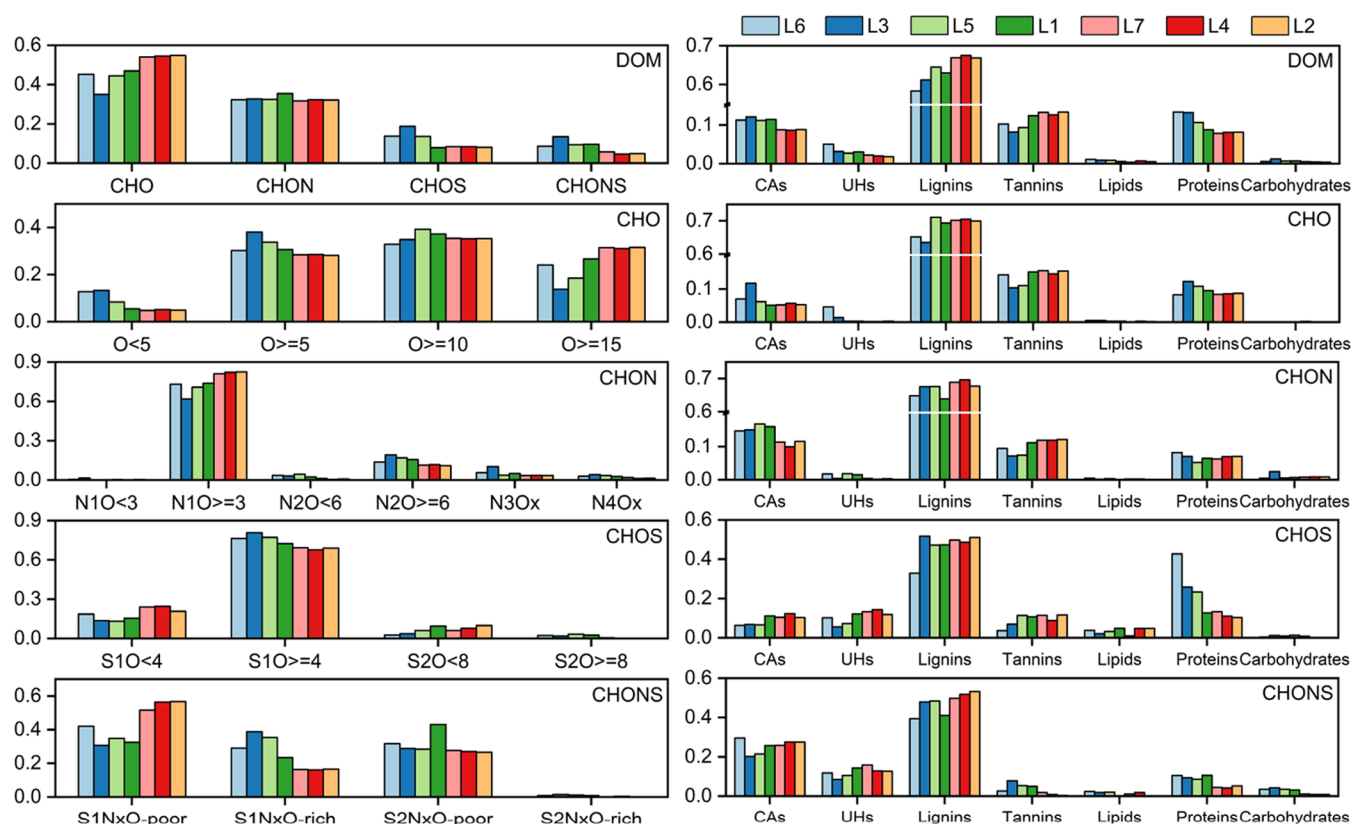 L6 L3 L5 L1 L7 L4 L2
0.6 DOM
0.4
0.2
0.0
CHO CHON CHOS CHONS
0.7 DOM
0.6
0.1
0.0
CAs UHs Lignins Tannins Lipids Proteins Carbohydrates
CHO
0.4
0.2
0.0
O<5 O>=5 O>=10 O>=15
CHO
0.7
0.6
0.1
0.0
CAs UHs Lignins Tannins Lipids Proteins Carbohydrates
0.9 CHON
0.6
0.3
0.0
N1O<3 N1O>=3 N2O<6 N2O>=6 N3Ox N4Ox
CHON
0.7
0.6
0.1
0.0
CAs UHs Lignins Tannins Lipids Proteins Carbohydrates
0.9 CHOS
0.6
0.3
0.0
S1O<4 S1O>=4 S2O<8 S2O>=8
0.6 CHOS
0.4
0.2
0.0
CAs UHs Lignins Tannins Lipids Proteins Carbohydrates
CHONS
0.6
0.4
0.2
0.0
S1NxO-poor S1NxO-rich S2NxO-poor S2NxO-rich
0.6 CHONS
0.4
0.2
0.0
CAs UHs Lignins Tannins Lipids Proteins Carbohydrates